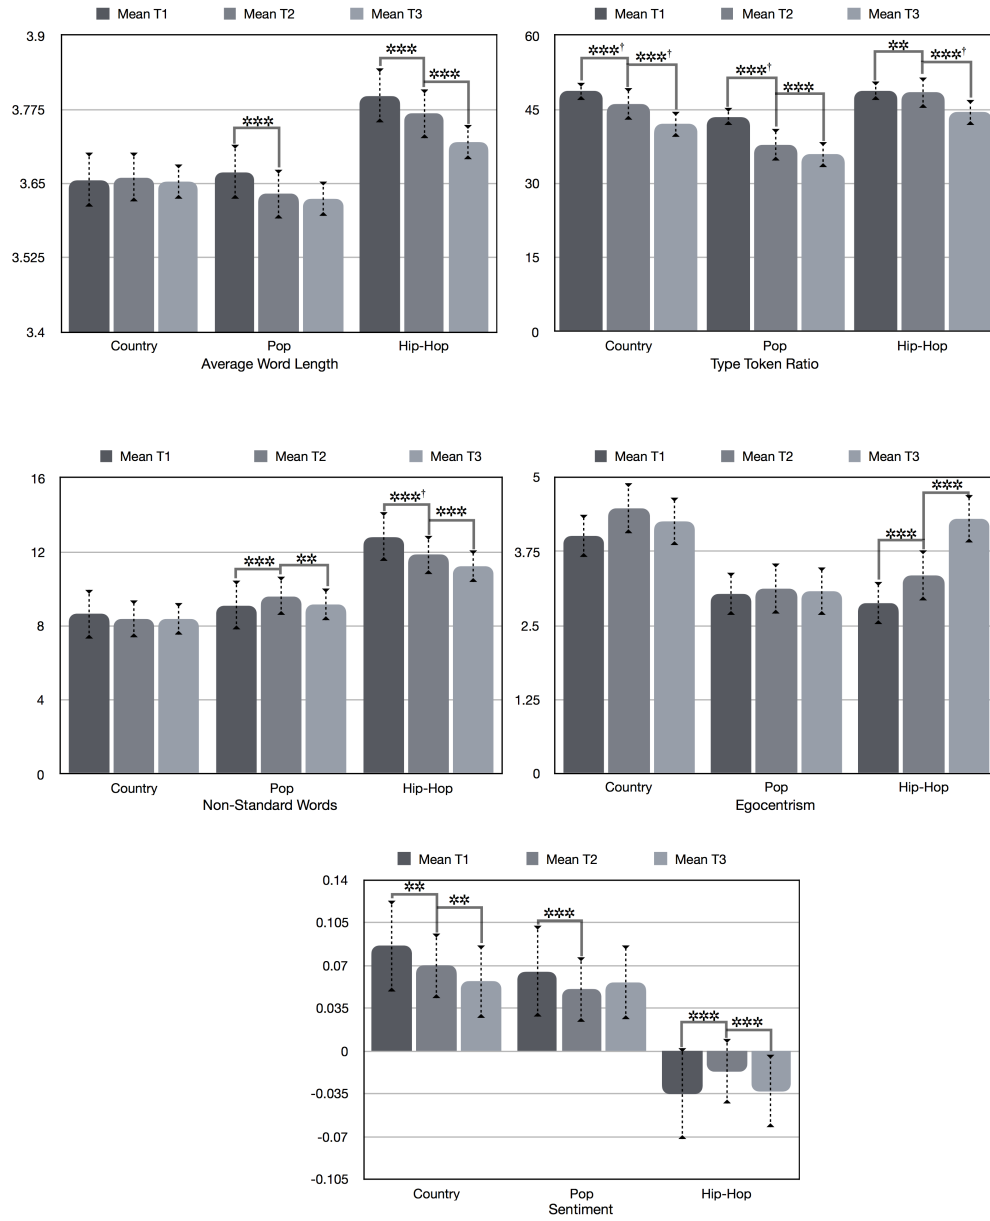 Mean T1 Mean T2 Mean T3
3.9
3.775
3.65
3.525
3.4
*** *** ***
Country Pop Hip-Hop
Average Word Length
Mean T1 Mean T2 Mean T3
60
45
30
15
0
***† ***† ***† *** ** ***†
Country Pop Hip-Hop
Type Token Ratio
Mean T1 Mean T2 Mean T3
16
12
8
4
0
*** ** ***† ***
Country Pop Hip-Hop
Non-Standard Words
Mean T1 Mean T2 Mean T3
5
3.75
2.5
1.25
0
*** ***
Country Pop Hip-Hop
Egocentrism
Mean T1 Mean T2 Mean T3
0.14
0.105
0.07
0.035
0
-0.035
-0.07
-0.105
** ** *** *** ***
Country Pop Hip-Hop
Sentiment